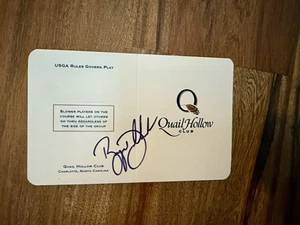 USGA Rules Govern Play
Slower players on the
course will let others
go thru regardless of
the size of the group
Quail Hollow
CLUB
Quail Hollow Club
Charlotte, North Carolina